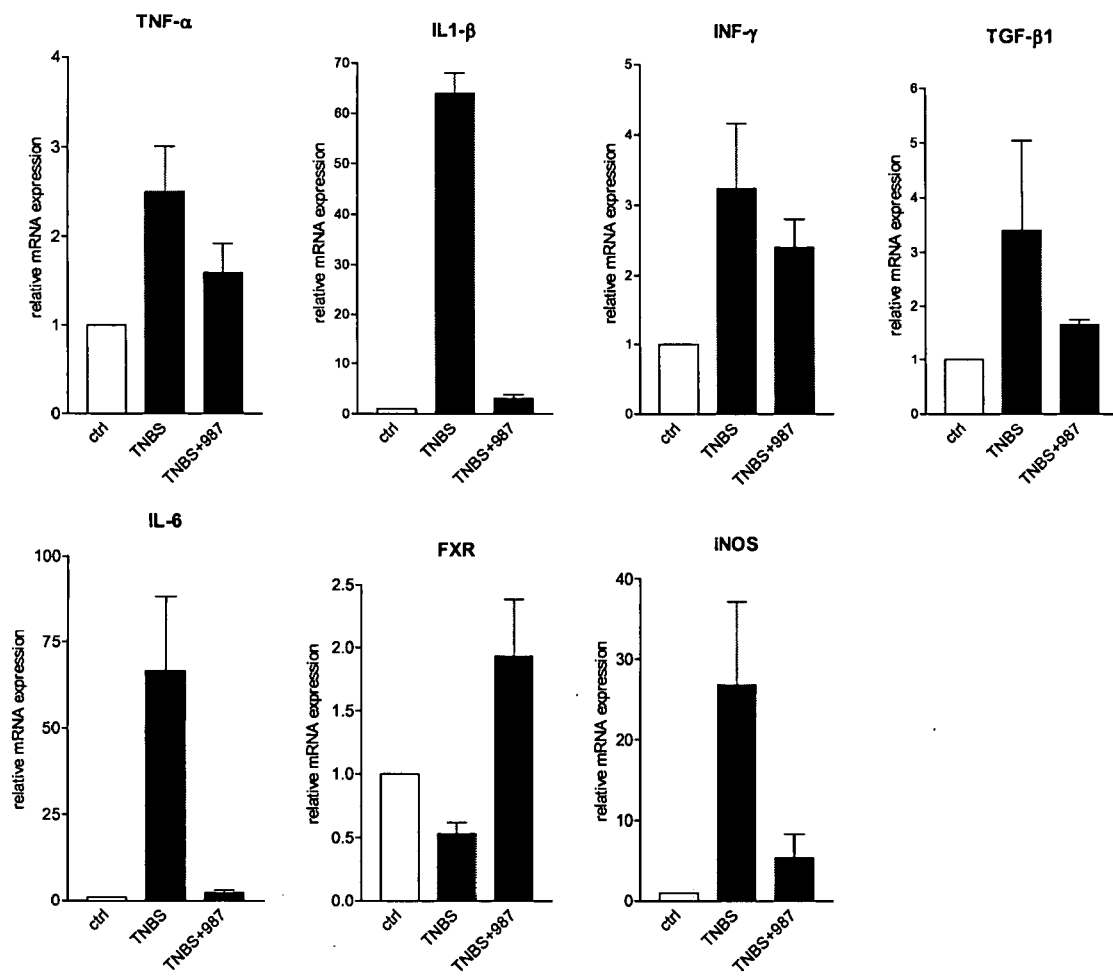 TNF-α
relative mRNA expression
4
3
2
1
0
ctrl
TNBS
TNBS+987
IL1-β
relative mRNA expression
70
60
50
40
30
20
10
0
ctrl
TNBS
TNBS+987
INF-γ
relative mRNA expression
5
4
3
2
1
0
ctrl
TNBS
TNBS+987
TGF-β1
relative mRNA expression
6
5
4
3
2
1
0
ctrl
TNBS
TNBS+987
IL-6
relative mRNA expression
100
75
50
25
0
ctrl
TNBS
TNBS+987
FXR
relative mRNA expression
2.5
2.0
1.5
1.0
0.5
0.0
ctrl
TNBS
TNBS+987
iNOS
relative mRNA expression
40
30
20
10
0
ctrl
TNBS
TNBS+987